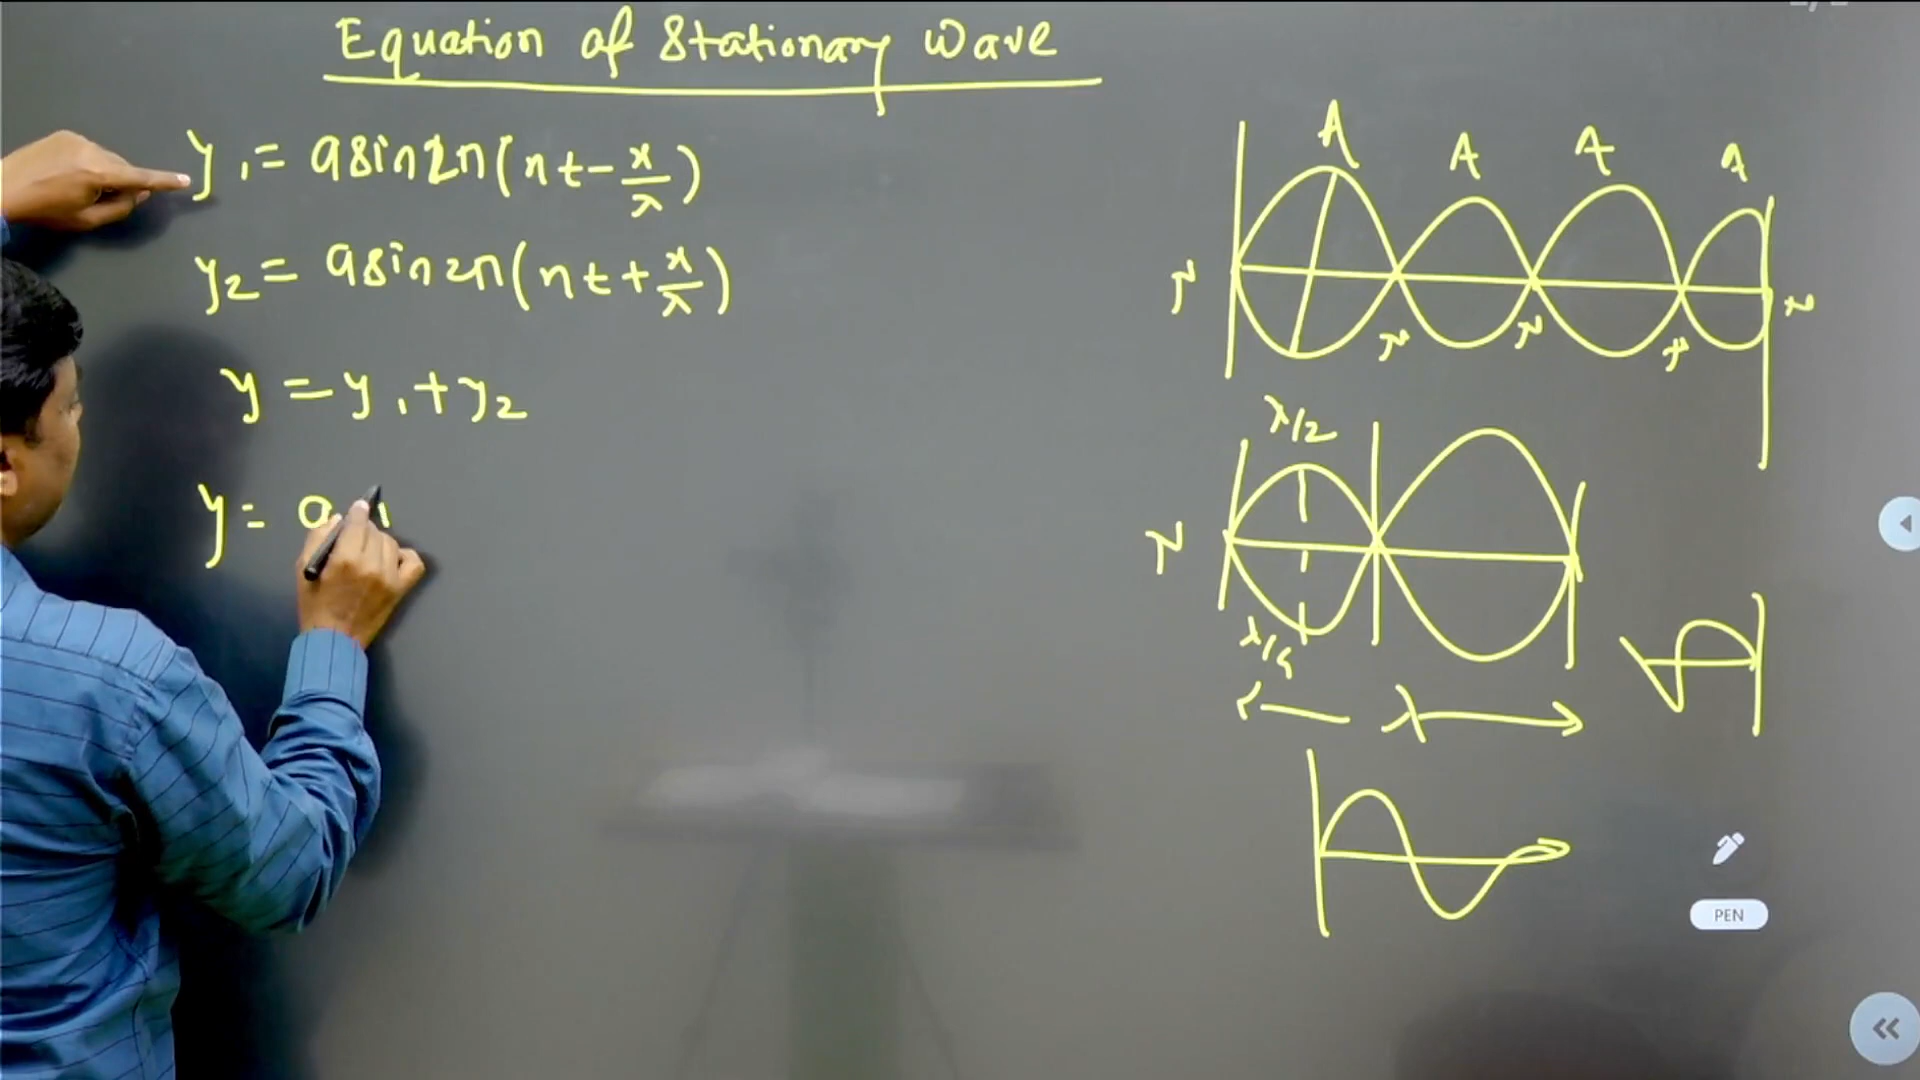 Equation of Stationary Wave
y₁ = a sin 2π (nt - x/λ)
y₂ = a sin 2π (nt + x/λ)
y = y₁ + y₂
y = a
A A A A
N N N N N
λ/2
N
λ/4
λ
PEN